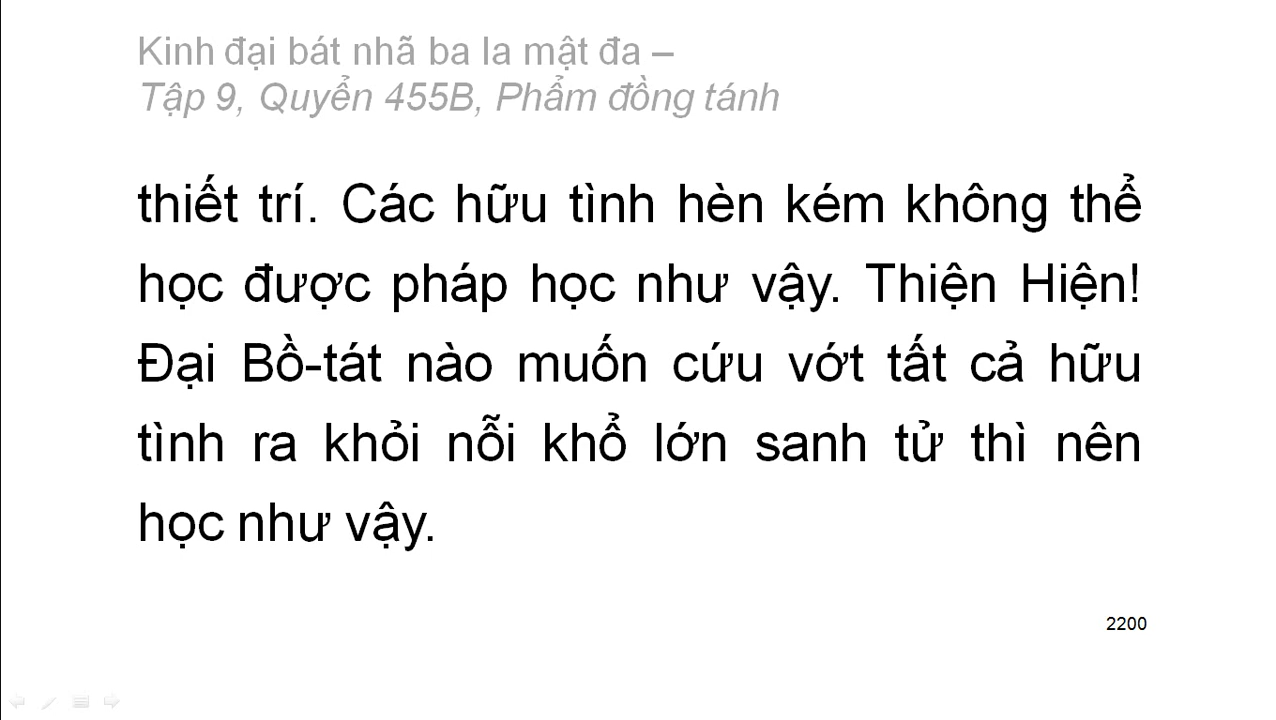 Kinh đại bát nhã ba la mật đa –
Tập 9, Quyển 455B, Phẩm đồng tánh
thiết trí. Các hữu tình hèn kém không thể
học được pháp học như vậy. Thiện Hiện!
Đại Bồ-tát nào muốn cứu vớt tất cả hữu
tình ra khỏi nỗi khổ lớn sanh tử thì nên
học như vậy.
2200